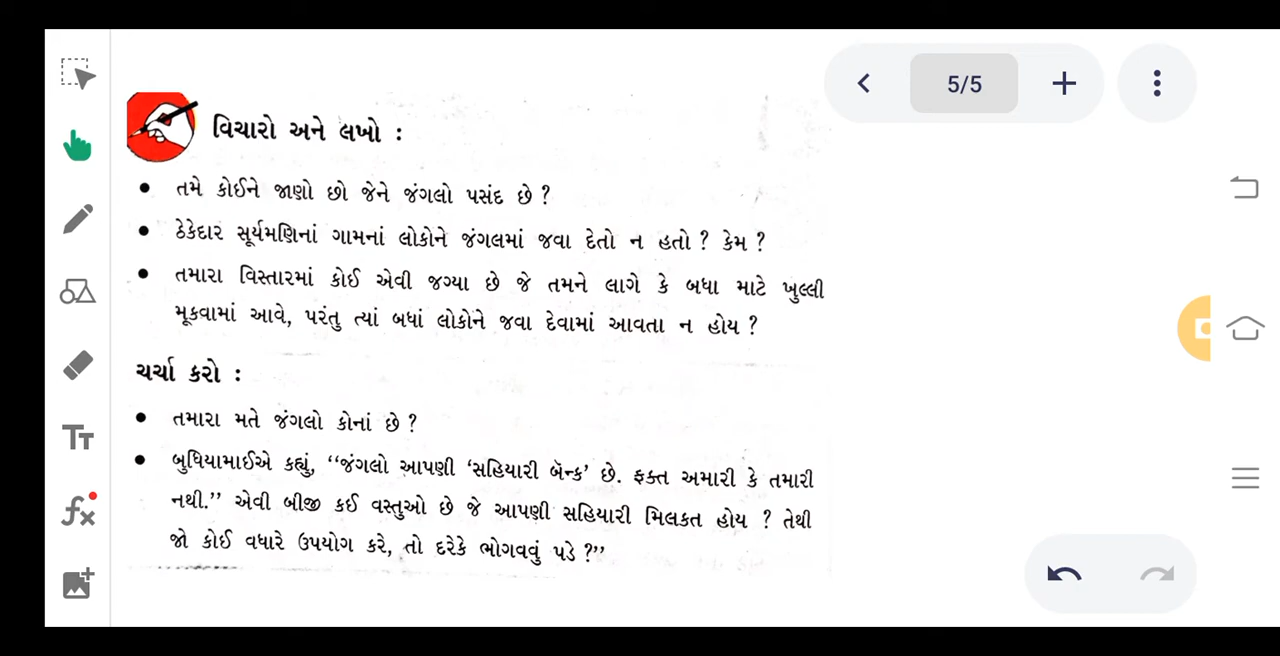 5/5
વિચારો અને લખો :
• તમે કોઈને જાણો છો જેને જંગલો પસંદ છે ?
• ઠેકેદાર સૂર્યમણિનાં ગામનાં લોકોને જંગલમાં જવા દેતો ન હતો ? કેમ ?
• તમારા વિસ્તારમાં કોઈ એવી જગ્યા છે જે તમને લાગે કે બધા માટે ખુલ્લી
મૂકવામાં આવે, પરંતુ ત્યાં બધાં લોકોને જવા દેવામાં આવતા ન હોય ?
ચર્ચા કરો :
• તમારા મતે જંગલો કોનાં છે ?
• બુધિયામાઈએ કહ્યું, “જંગલો આપણી ‘સહિયારી બૅન્ક’ છે. ફક્ત અમારી કે તમારી
નથી.” એવી બીજી કઈ વસ્તુઓ છે જે આપણી સહિયારી મિલકત હોય ? તેથી
જો કોઈ વધારે ઉપયોગ કરે, તો દરેકે ભોગવવું પડે ?”
TT
fx